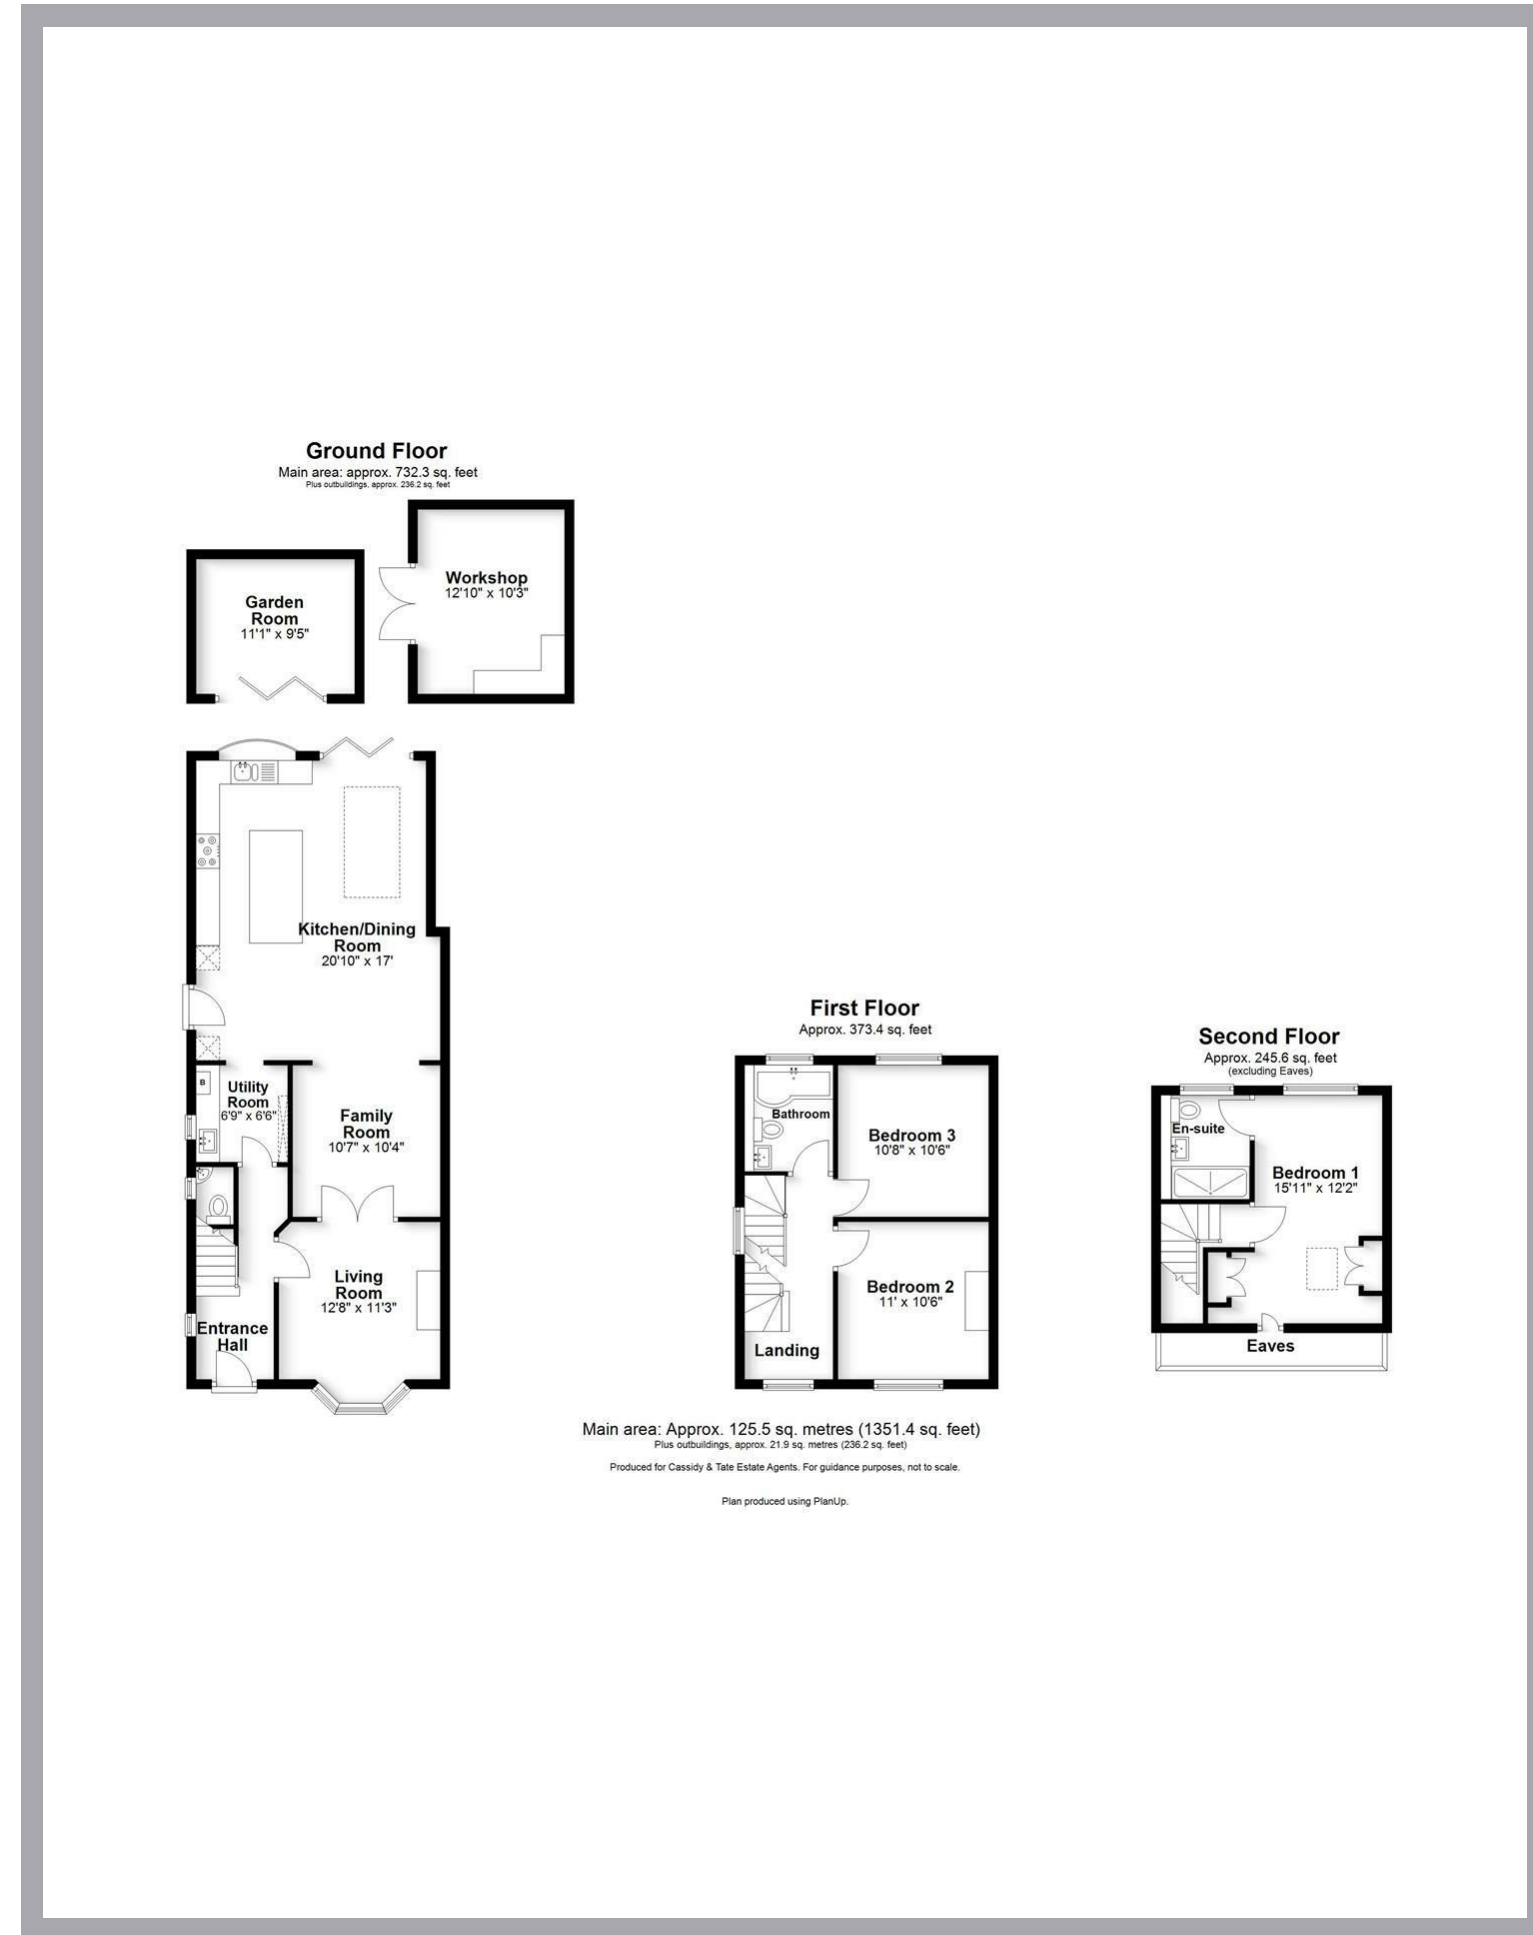 Ground Floor
Main area: approx. 732.3 sq. feet
Plus outbuildings, approx. 236.2 sq. feet
Workshop
12'10" x 10'3"
Garden
Room
11'1" x 9'5"
Kitchen/Dining
Room
20'10" x 17'
B
Utility
Room
6'9" x 6'6"
Family
Room
10'7" x 10'4"
Living
Room
12'8" x 11'3"
Entrance
Hall
First Floor
Approx. 373.4 sq. feet
Bathroom
Bedroom 3
10'8" x 10'6"
Bedroom 2
11' x 10'6"
Landing
Second Floor
Approx. 245.6 sq. feet
(excluding Eaves)
En-suite
Bedroom 1
15'11" x 12'2"
Eaves
Main area: Approx. 125.5 sq. metres (1351.4 sq. feet)
Plus outbuildings, approx. 21.9 sq. metres (236.2 sq. feet)
Produced for Cassidy & Tate Estate Agents. For guidance purposes, not to scale.
Plan produced using PlanUp.